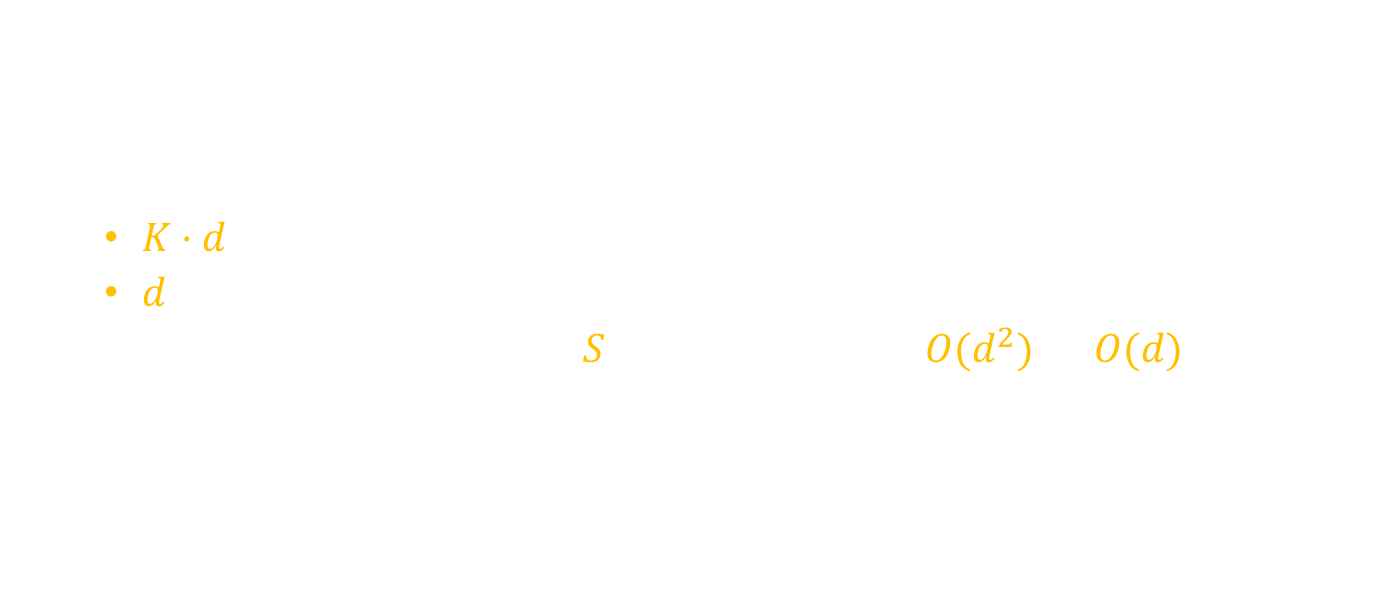 • K · d
• d
S O(d²) O(d)